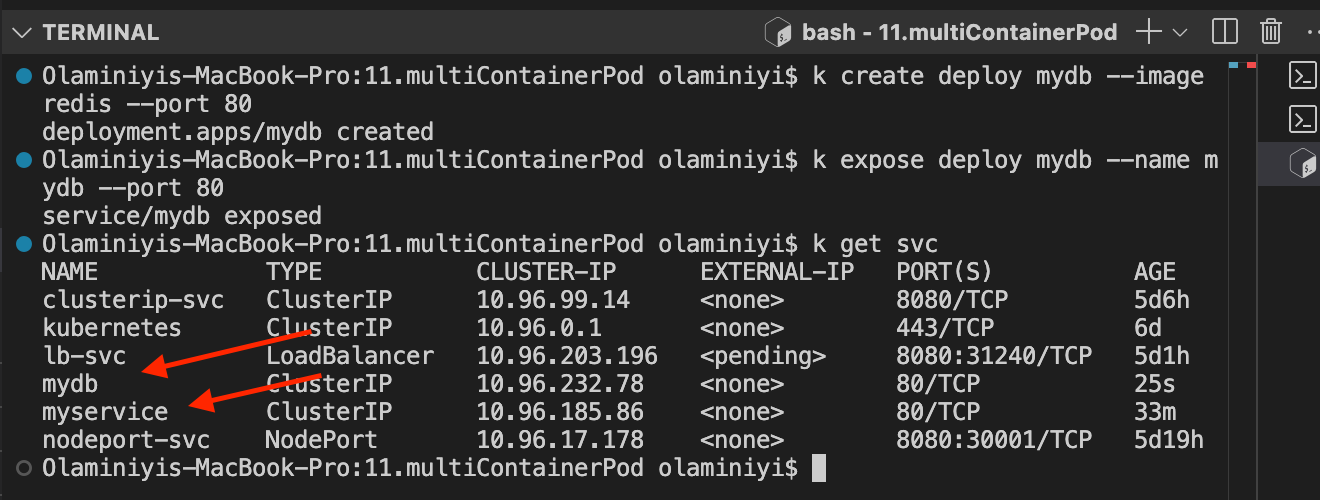 TERMINAL
bash - 11.multiContainerPod
Olaminiyis-MacBook-Pro:11.multiContainerPod olaminiyi$ k create deploy mydb --image
redis --port 80
deployment.apps/mydb created
Olaminiyis-MacBook-Pro:11.multiContainerPod olaminiyi$ k expose deploy mydb --name m
ydb --port 80
service/mydb exposed
Olaminiyis-MacBook-Pro:11.multiContainerPod olaminiyi$ k get svc
NAME TYPE CLUSTER-IP EXTERNAL-IP PORT(S) AGE
clusterip-svc ClusterIP 10.96.99.14 <none> 8080/TCP 5d6h
kubernetes ClusterIP 10.96.0.1 <none> 443/TCP 6d
lb-svc LoadBalancer 10.96.203.196 <pending> 8080:31240/TCP 5d1h
mydb ClusterIP 10.96.232.78 <none> 80/TCP 25s
myservice ClusterIP 10.96.185.86 <none> 80/TCP 33m
nodeport-svc NodePort 10.96.17.178 <none> 8080:30001/TCP 5d19h
Olaminiyis-MacBook-Pro:11.multiContainerPod olaminiyi$